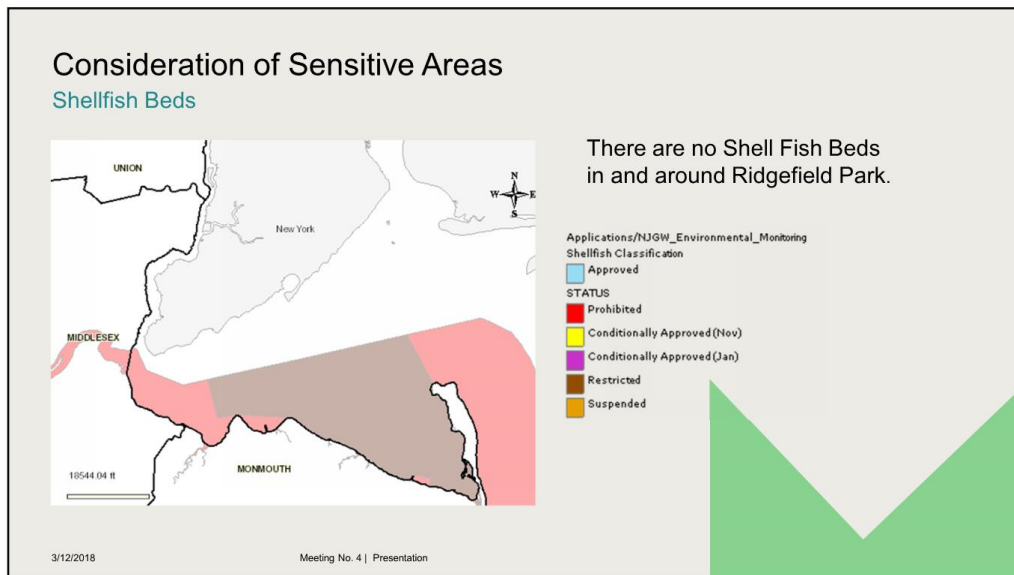 Consideration of Sensitive Areas
Shellfish Beds
UNION
New York
N
W E
S
MIDDLESEX
MONMOUTH
18544.04 ft
There are no Shell Fish Beds
in and around Ridgefield Park.
Applications/NJGW_Environmental_Monitoring
Shellfish Classification
Approved
STATUS
Prohibited
Conditionally Approved (Nov)
Conditionally Approved (Jan)
Restricted
Suspended
3/12/2018
Meeting No. 4 | Presentation